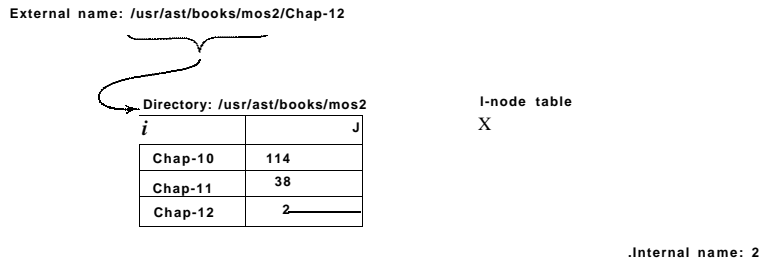 External name: /usr/ast/books/mos2/Chap-12
Directory: /usr/ast/books/mos2
I-node table
i J
X
Chap-10 114
Chap-11 38
Chap-12 2
.Internal name: 2